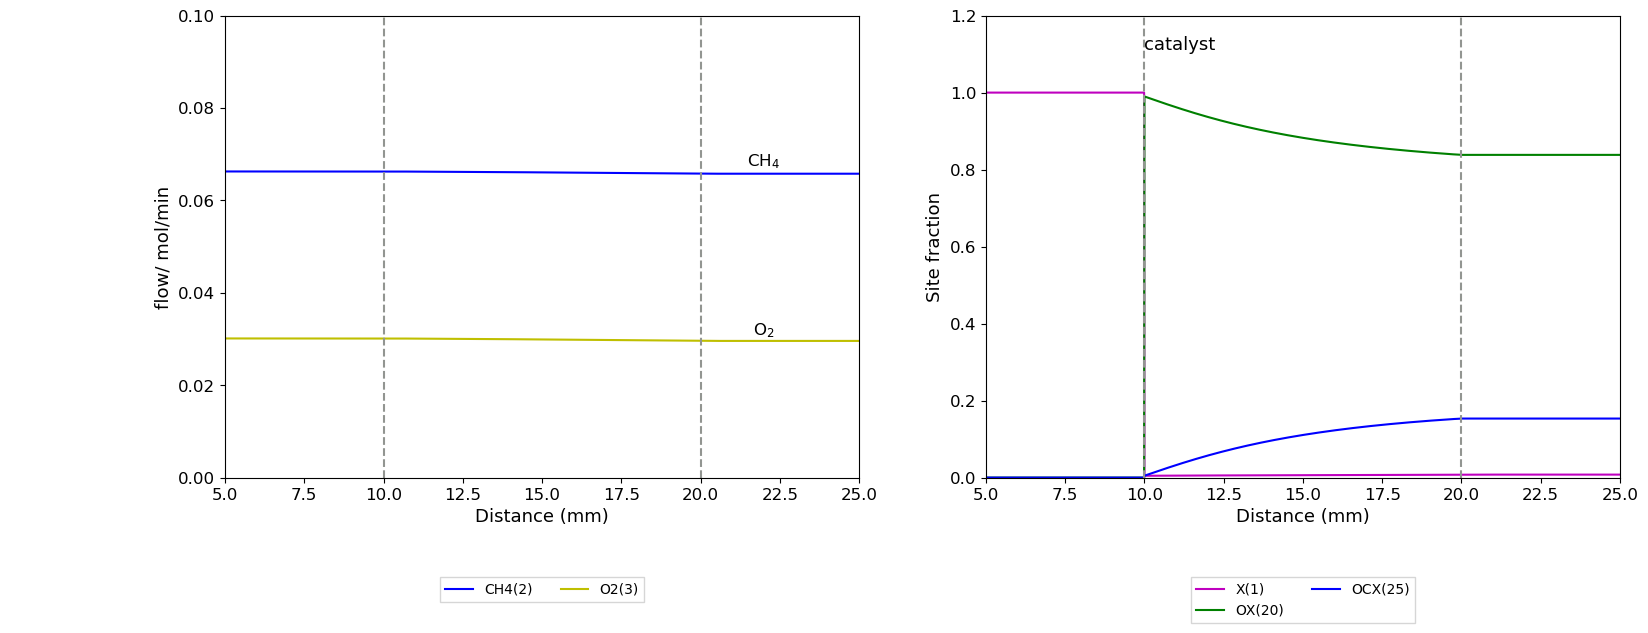 0.10
0.08
0.06
0.04
0.02
0.00
flow/ mol/min
CH4
O2
5.0 7.5 10.0 12.5 15.0 17.5 20.0 22.5 25.0
Distance (mm)
CH4(2) O2(3)
1.2
1.0
0.8
0.6
0.4
0.2
0.0
Site fraction
catalyst
5.0 7.5 10.0 12.5 15.0 17.5 20.0 22.5 25.0
Distance (mm)
X(1) OCX(25)
OX(20)